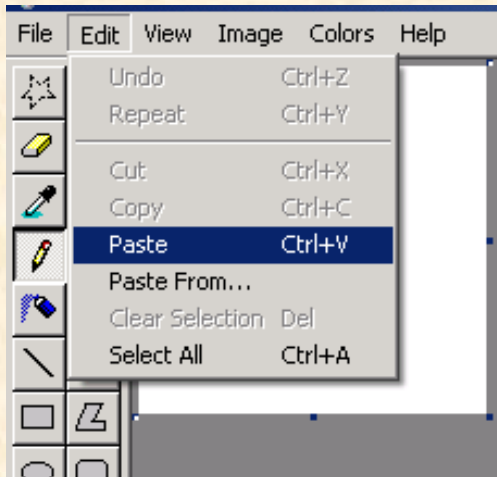 File Edit View Image Colors Help
Undo Ctrl+Z
Repeat Ctrl+Y
Cut Ctrl+X
Copy Ctrl+C
Paste Ctrl+V
Paste From...
Clear Selection Del
Select All Ctrl+A